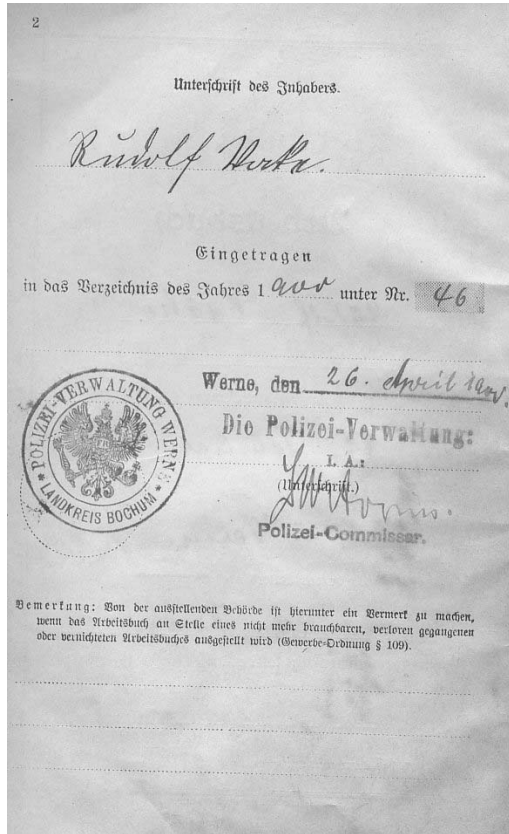 2
Unterschrift des Inhabers.
Rudolf
Eingetragen
in das Verzeichnis des Jahres 1900 unter Nr. 46
Werne, den 26. April 1900.
Die Polizei-Verwaltung:
I. A.:
(Unterschrift.)
Polizei-Commissar.
POLIZEI-VERWALTUNG WERNE
LANDKREIS BOCHUM
Bemerkung: Von der ausstellenden Behörde ist hierunter ein Vermerk zu machen,
wenn das Arbeitsbuch an Stelle eines nicht mehr brauchbaren, verloren gegangenen
oder vernichteten Arbeitsbuches ausgestellt wird (Gewerbe-Ordnung § 109).